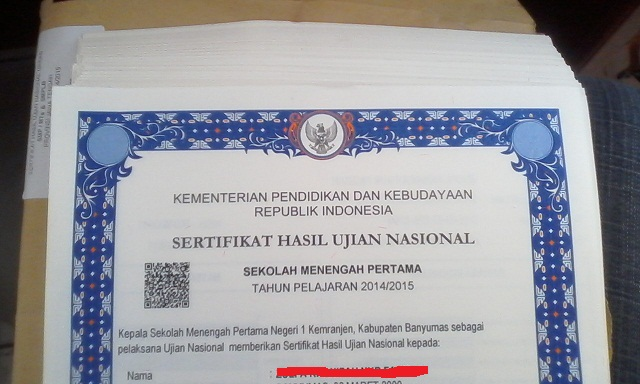 KEMENTERIAN PENDIDIKAN DAN KEBUDAYAAN
REPUBLIK INDONESIA
SERTIFIKAT HASIL UJIAN NASIONAL
SEKOLAH MENENGAH PERTAMA
TAHUN PELAJARAN 2014/2015
Kepala Sekolah Menengah Pertama Negeri 1 Kemranjen, Kabupaten Banyumas sebagai
pelaksana Ujian Nasional memberikan Sertifikat Hasil Ujian Nasional kepada:
Nama :